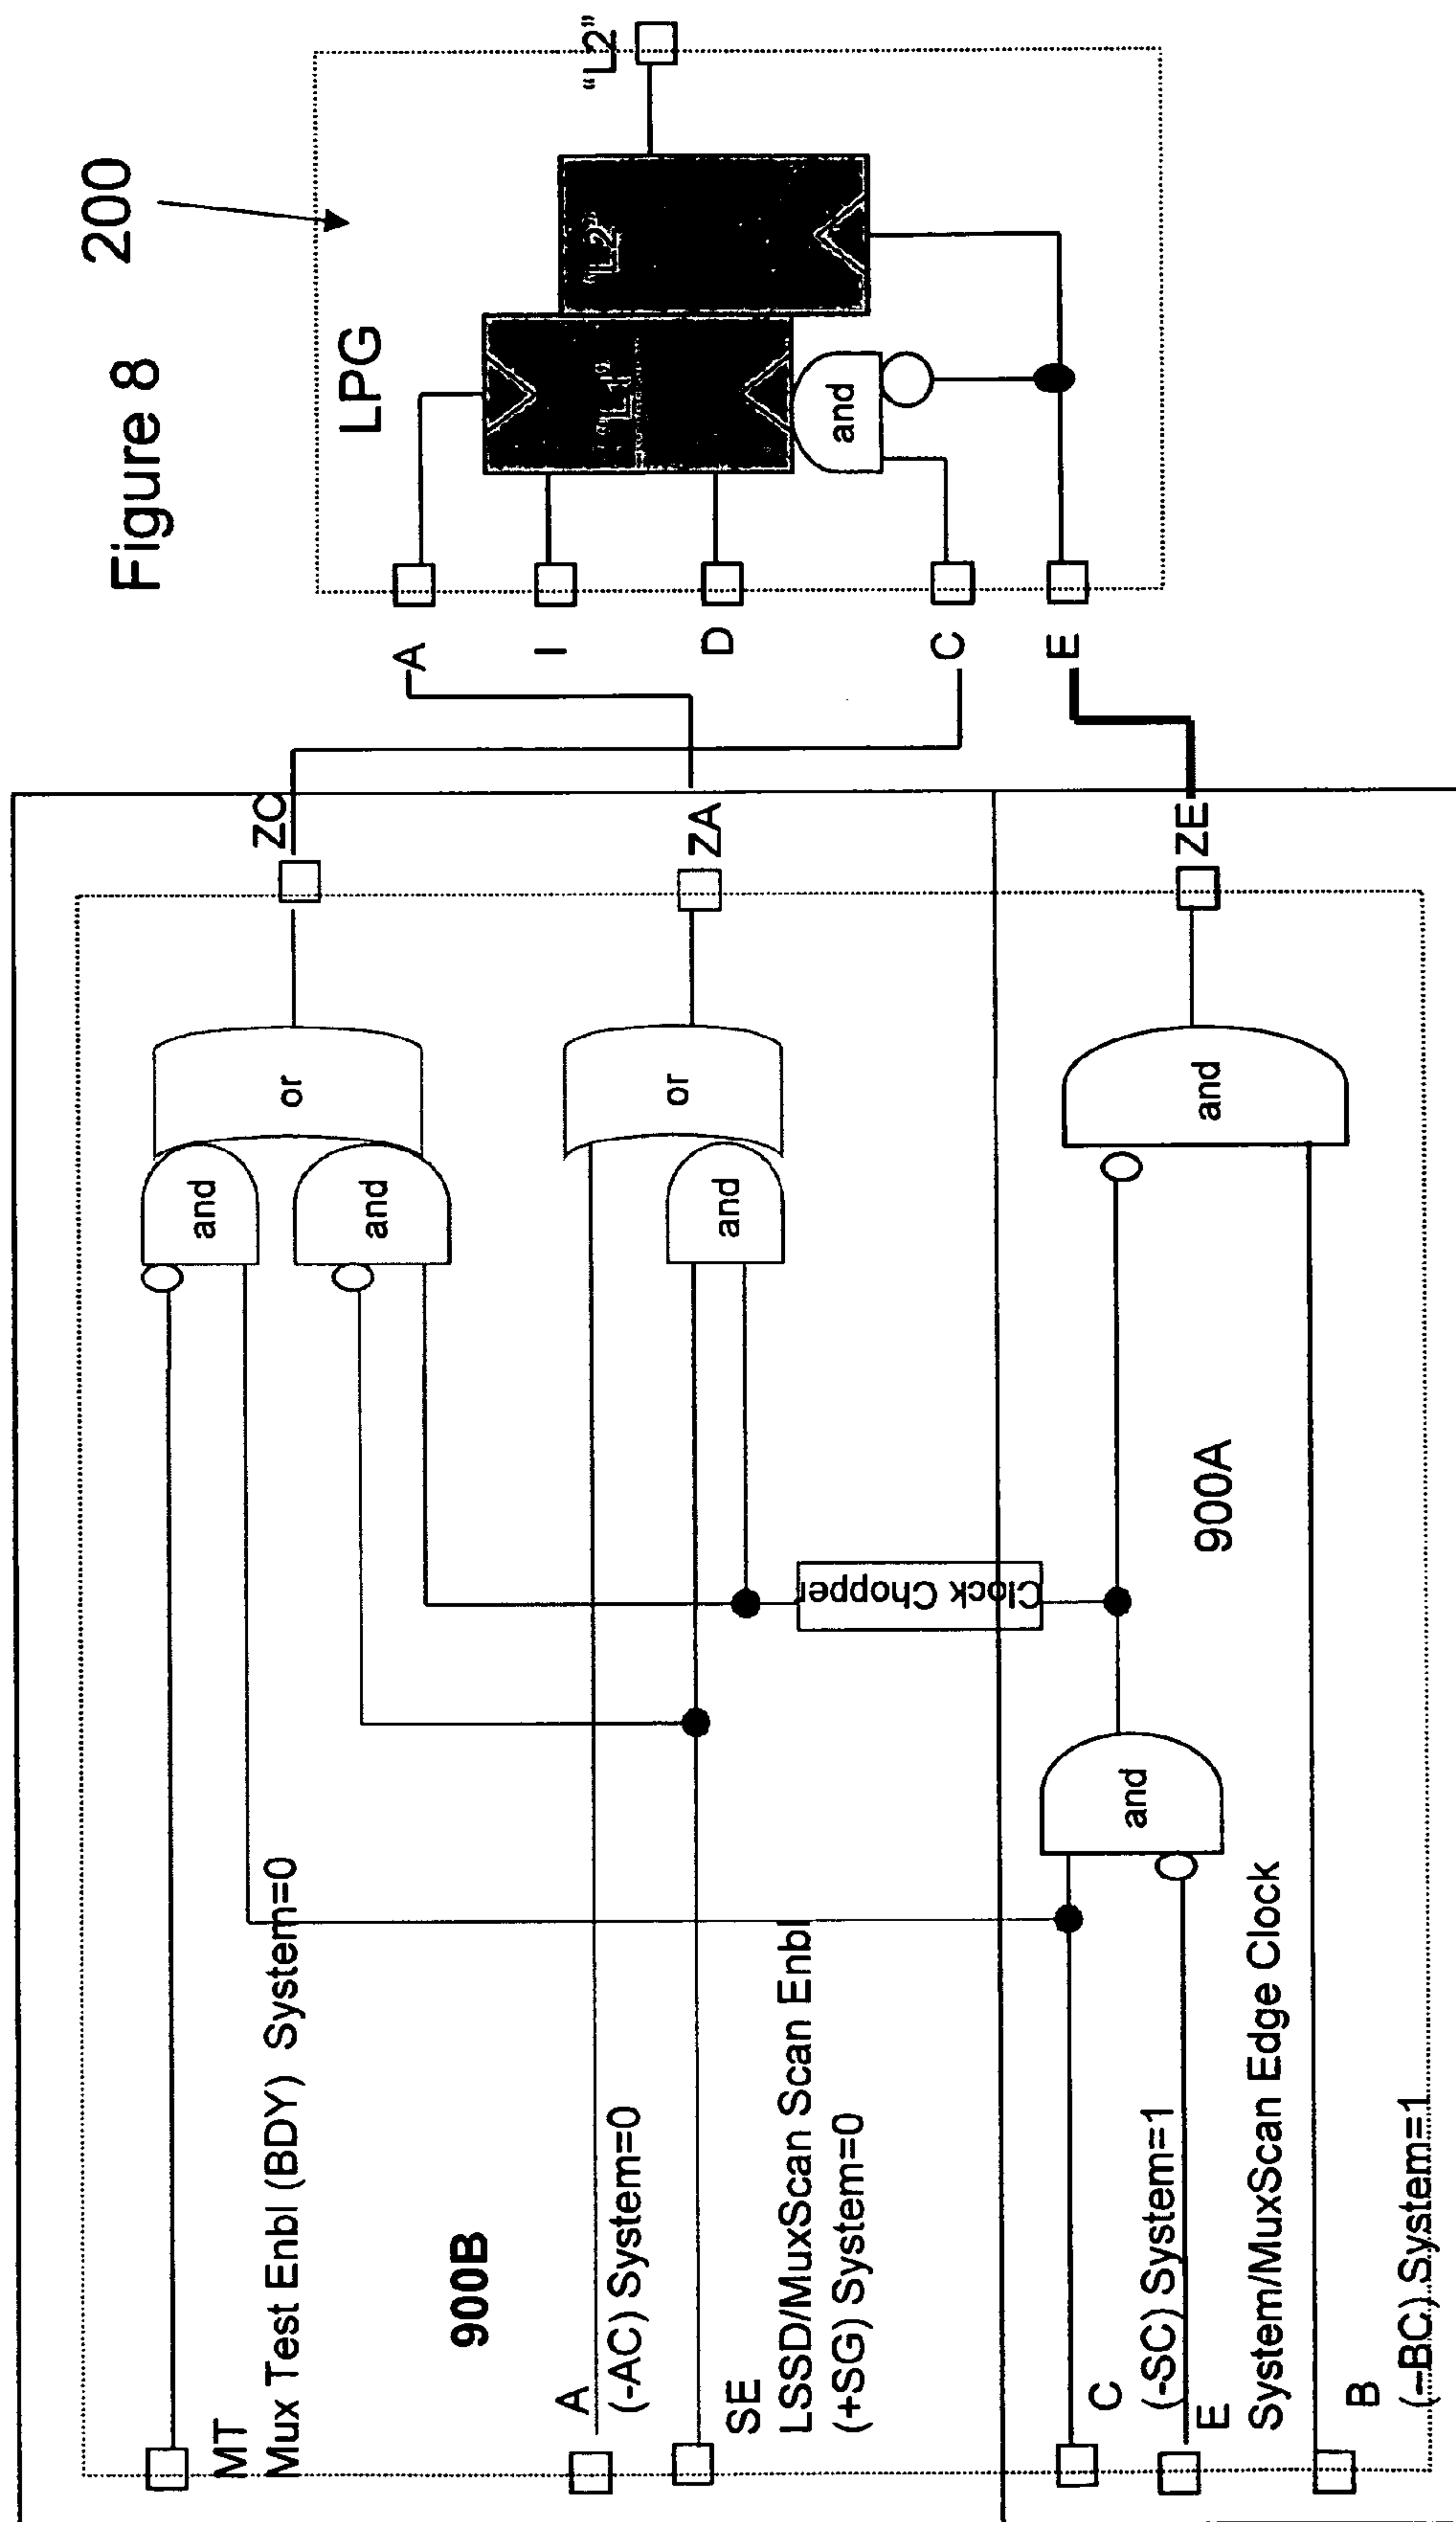 Figure 8
200
LPG
"L1"
"L2"
"L2"
and
A
I
D
C
E
ZC
ZA
ZE
or
and
and
or
and
and
Clock Chopper
and
900A
900B
MT
Mux Test Enbl (BDY) System=0
A
(-AC) System=0
SE
LSSD/MuxScan Scan Enbl
(+SG) System=0
C
(-SC) System=1
E
System/MuxScan Edge Clock
B
(-BC) System=1